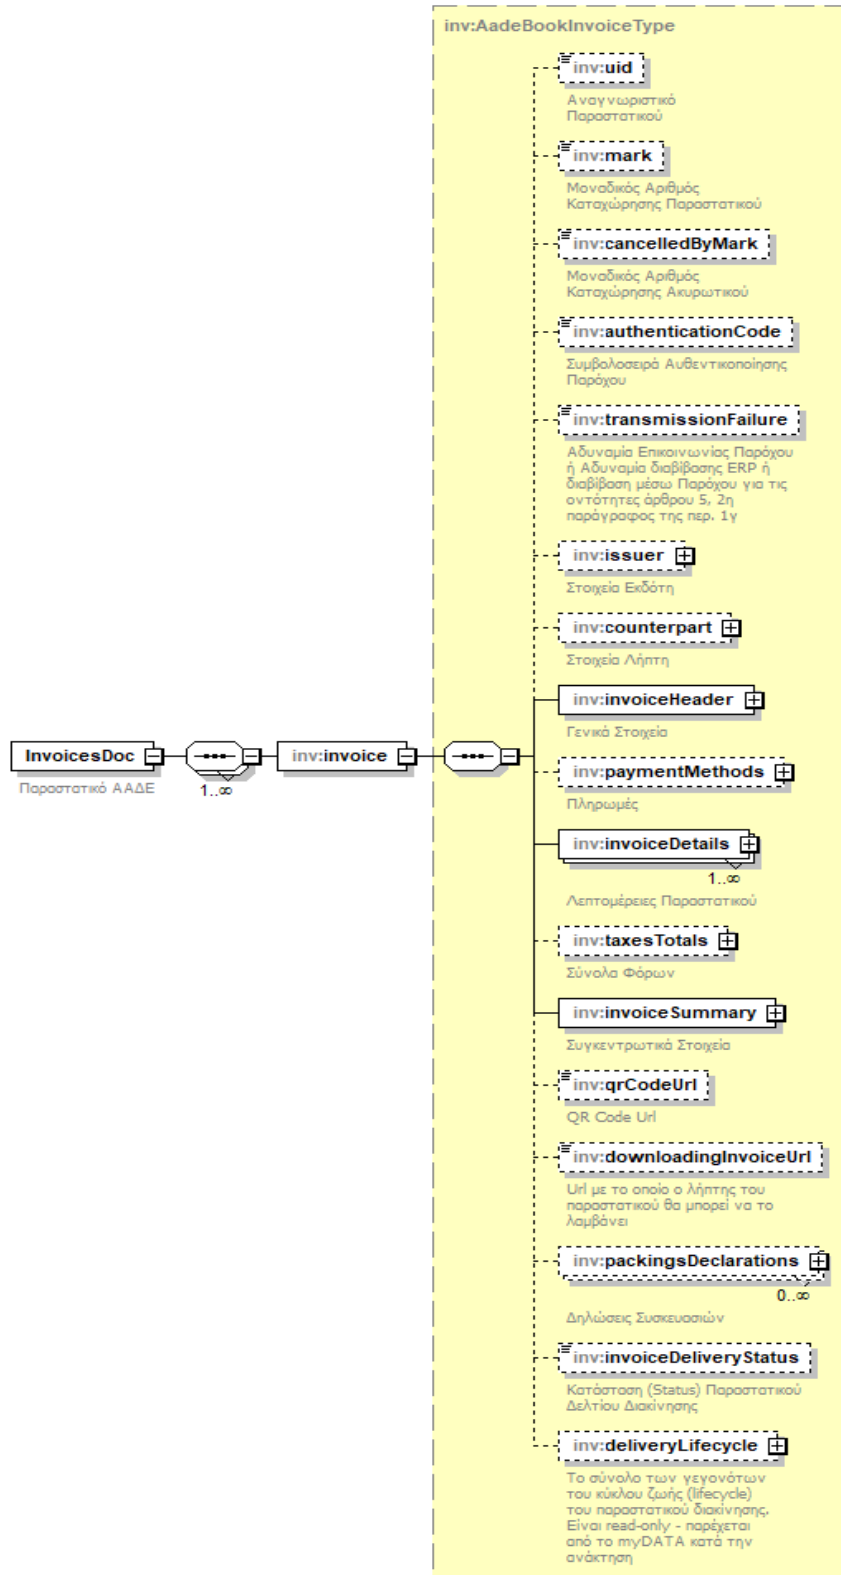 inv:AadeBookInvoiceType
inv:uid
Αναγνωριστικό
Παραστατικού
inv:mark
Μοναδικός Αριθμός
Καταχώρησης Παραστατικού
inv:cancelledByMark
Μοναδικός Αριθμός
Καταχώρησης Ακυρωτικού
inv:authenticationCode
Συμβολοσειρά Αυθεντικοποίησης
Παρόχου
inv:transmissionFailure
Αδυναμία Επικοινωνίας Παρόχου
ή Αδυναμία διαβίβασης ERP ή
διαβίβαση μέσω Παρόχου για τις
οντότητες άρθρου 5, 2η
παράγραφος της περ. 1γ
inv:issuer
Στοιχεία Εκδότη
inv:counterpart
Στοιχεία Λήπτη
inv:invoiceHeader
Γενικά Στοιχεία
InvoicesDoc
Παραστατικό ΑΑΔΕ
1..∞
inv:invoice
inv:paymentMethods
Πληρωμές
inv:invoiceDetails
1..∞
Λεπτομέρειες Παραστατικού
inv:taxesTotals
Σύνολα Φόρων
inv:invoiceSummary
Συγκεντρωτικά Στοιχεία
inv:qrCodeUrl
QR Code Url
inv:downloadingInvoiceUrl
Url με το οποίο ο λήπτης του
παραστατικού θα μπορεί να το
λαμβάνει
inv:packingsDeclarations
0..∞
Δηλώσεις Συσκευασιών
inv:invoiceDeliveryStatus
Κατάσταση (Status) Παραστατικού
Δελτίου Διακίνησης
inv:deliveryLifecycle
Το σύνολο των γεγονότων
του κύκλου ζωής (lifecycle)
του παραστατικού διακίνησης.
Είναι read-only - παρέχεται
από το myDATA κατά την
ανάκτηση